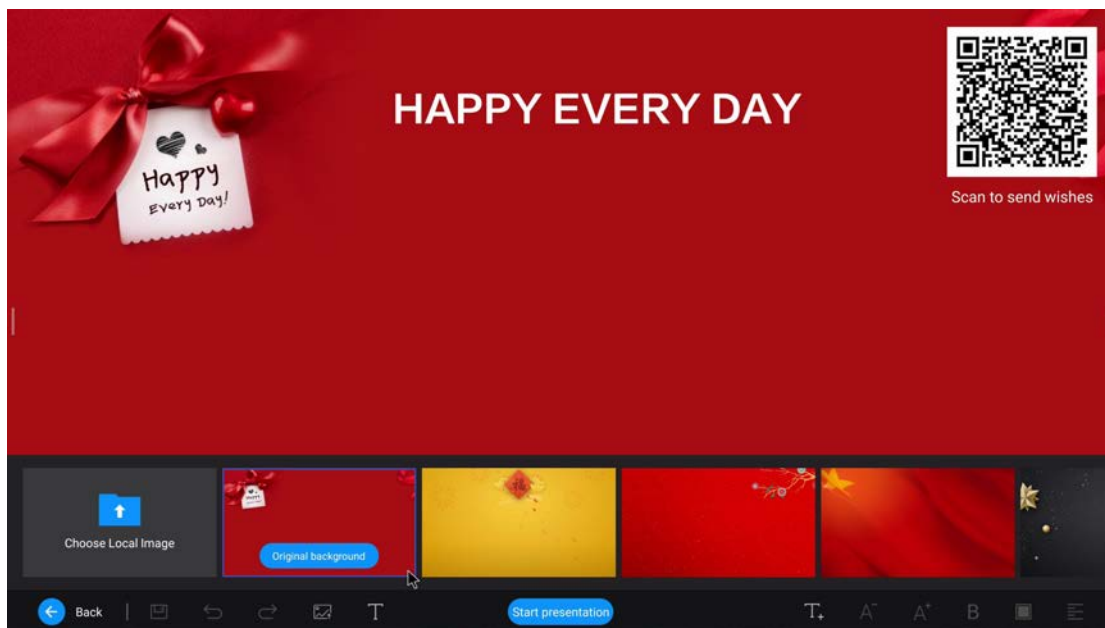 HAPPY EVERY DAY
Happy
Every Day!
Scan to send wishes
Choose Local Image
Original background
Back
Start presentation